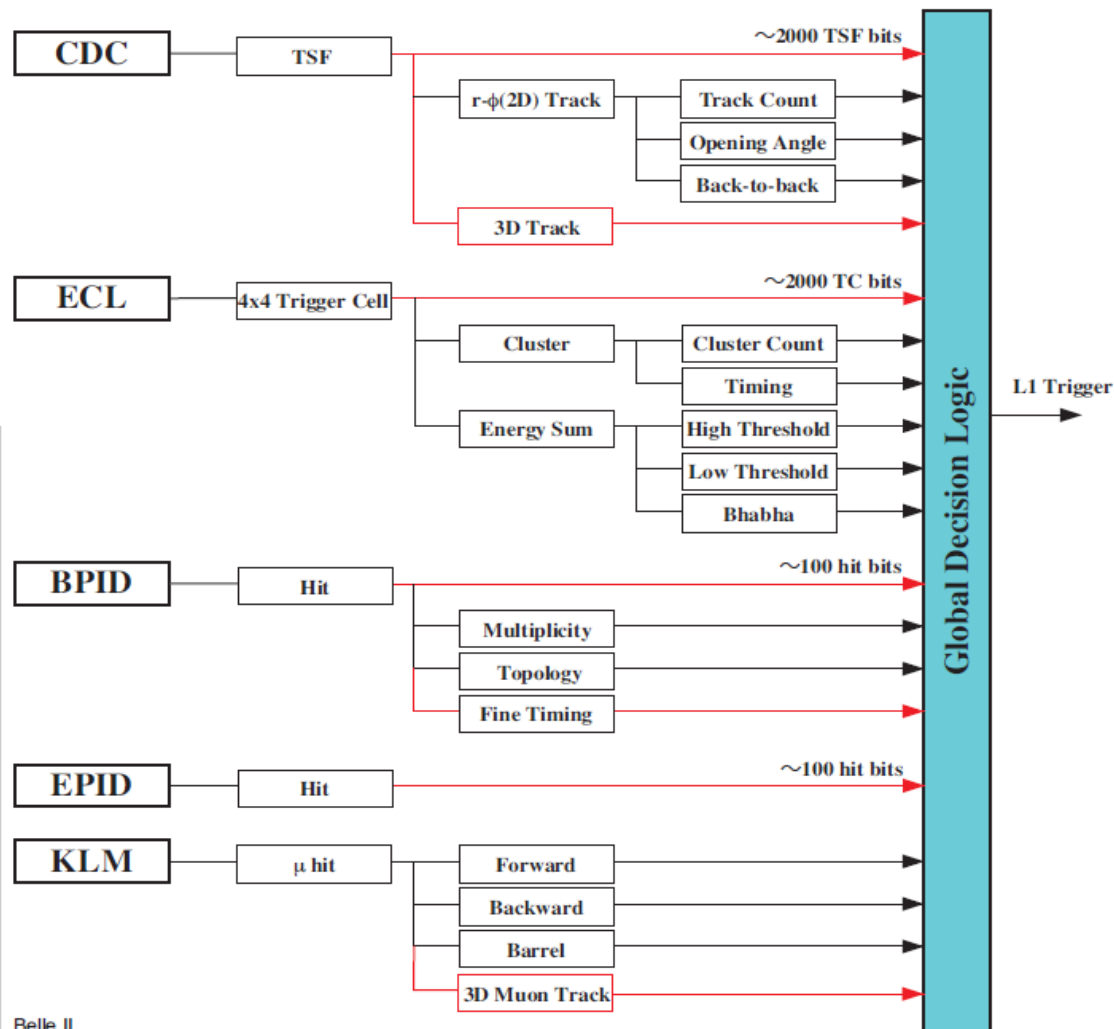 CDC
TSF
～2000 TSF bits
r-ϕ(2D) Track
Track Count
Opening Angle
Back-to-back
3D Track
ECL
4x4 Trigger Cell
～2000 TC bits
Cluster
Cluster Count
Timing
Energy Sum
High Threshold
Low Threshold
Bhabha
BPID
Hit
～100 hit bits
Multiplicity
Topology
Fine Timing
EPID
Hit
～100 hit bits
KLM
μ hit
Forward
Backward
Barrel
3D Muon Track
Global Decision Logic
L1 Trigger
Belle II